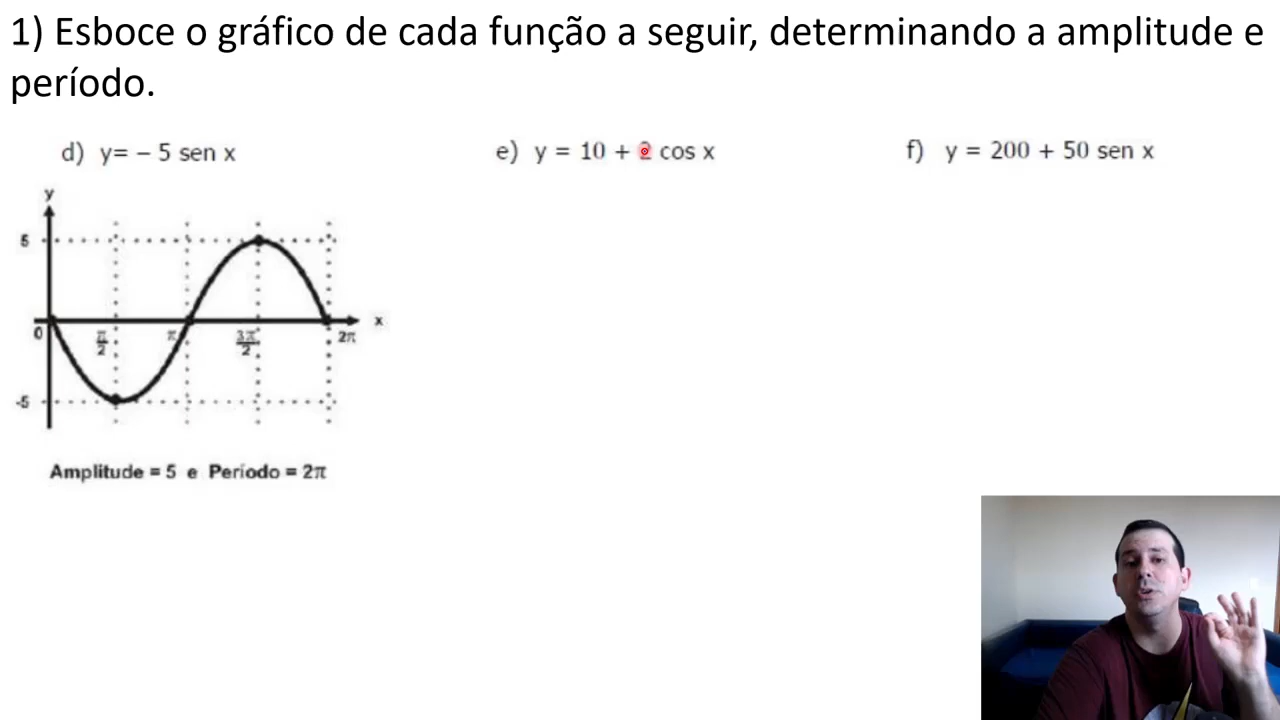 1) Esboce o gráfico de cada função a seguir, determinando a amplitude e
período.
d) y= – 5 sen x
e) y = 10 + 2 cos x
f) y = 200 + 50 sen x
y
5
x
0
π/2
π
3π/2
2π
-5
Amplitude = 5 e Período = 2π